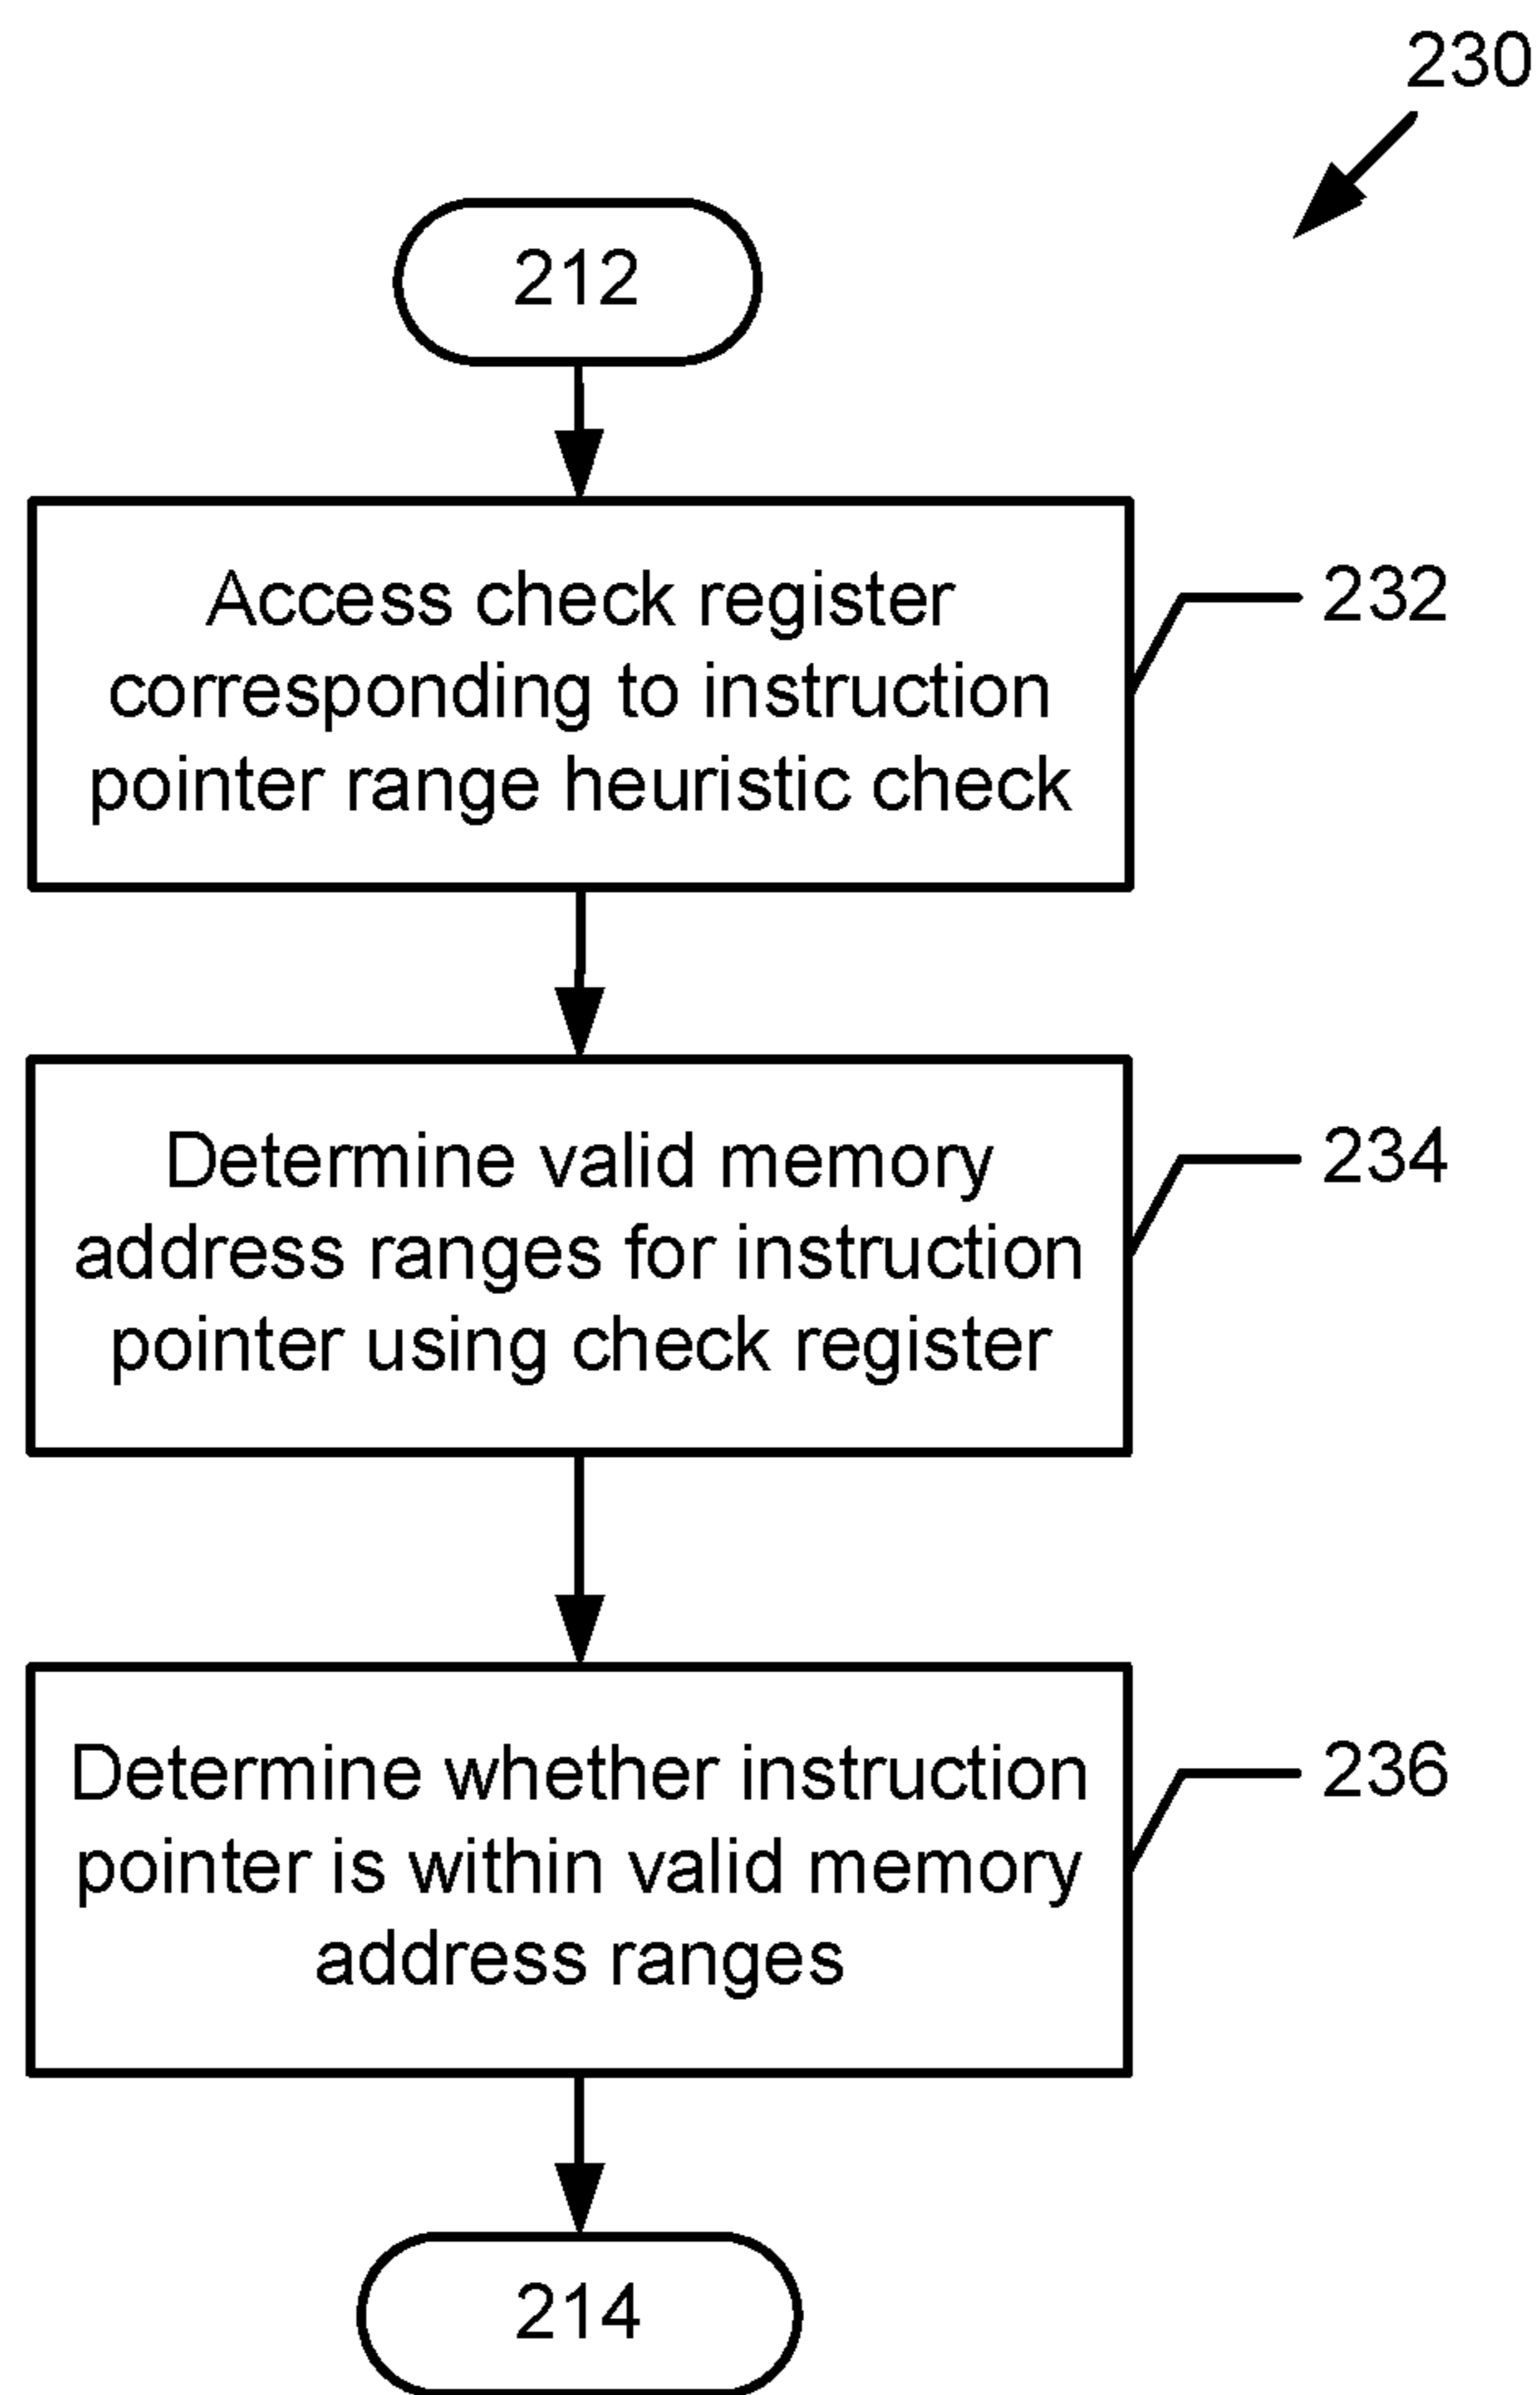 230
212
Access check register
corresponding to instruction
pointer range heuristic check
232
Determine valid memory
address ranges for instruction
pointer using check register
234
Determine whether instruction
pointer is within valid memory
address ranges
236
214